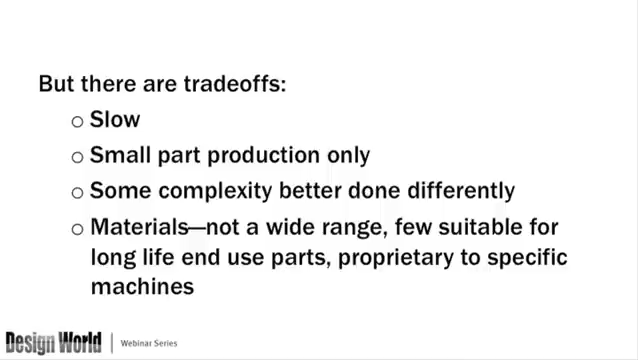 But there are tradeoffs:
○ Slow
○ Small part production only
○ Some complexity better done differently
○ Materials—not a wide range, few suitable for
long life end use parts, proprietary to specific
machines
Design World | Webinar Series